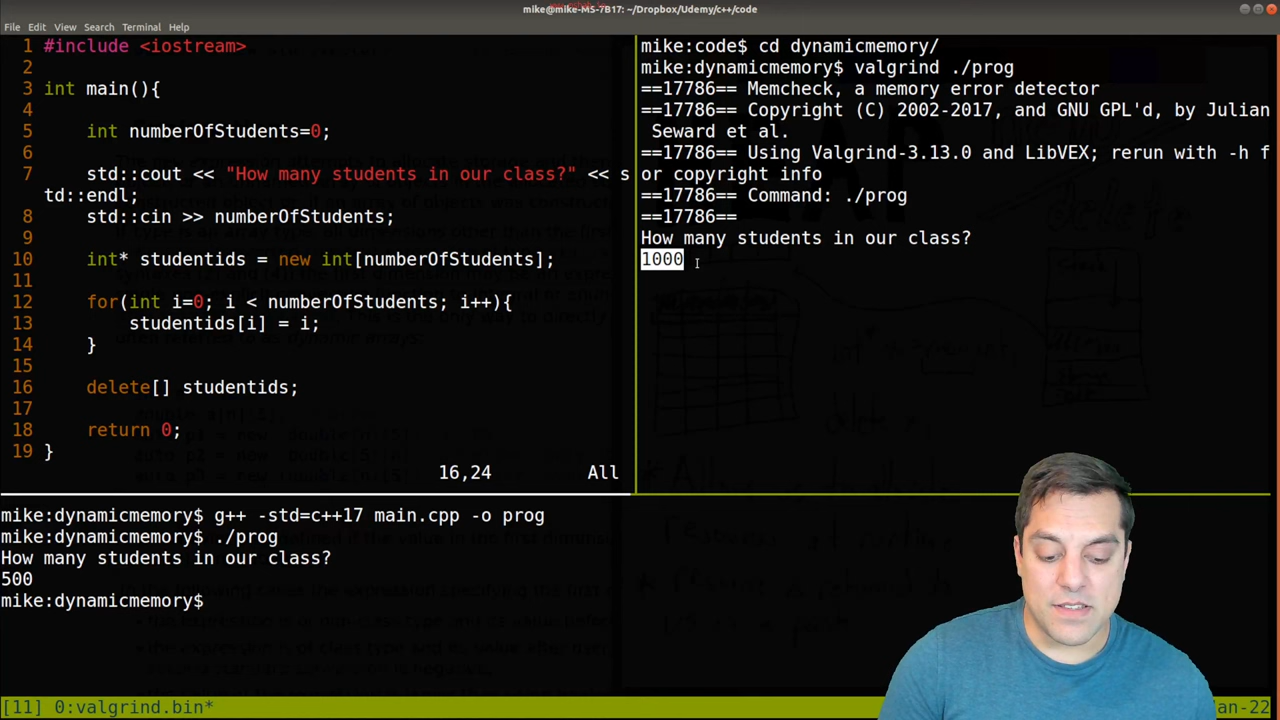 mike@mike-MS-7B17: ~/Dropbox/Udemy/c++/code
File Edit View Search Terminal Help
1 #include <iostream>
2
3 int main(){
4
5 int numberOfStudents=0;
6
7 std::cout << "How many students in our class?" << s
td::endl;
8 std::cin >> numberOfStudents;
9
10 int* studentids = new int[numberOfStudents];
11
12 for(int i=0; i < numberOfStudents; i++){
13 studentids[i] = i;
14 }
15
16 delete[] studentids;
17
18 return 0;
19 }
16,24 All
mike:code$ cd dynamicmemory/
mike:dynamicmemory$ valgrind ./prog
==17786== Memcheck, a memory error detector
==17786== Copyright (C) 2002-2017, and GNU GPL'd, by Julian
Seward et al.
==17786== Using Valgrind-3.13.0 and LibVEX; rerun with -h f
or copyright info
==17786== Command: ./prog
==17786==
How many students in our class?
1000
mike:dynamicmemory$ g++ -std=c++17 main.cpp -o prog
mike:dynamicmemory$ ./prog
How many students in our class?
500
mike:dynamicmemory$
[11] 0:valgrind.bin*
an-22